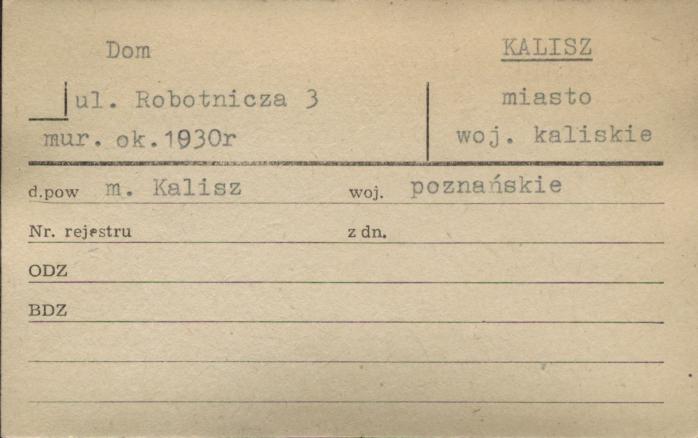 Dom
KALISZ
ul. Robotnicza 3
miasto
mur. ok.1930r
woj. kaliskie
d.pow m. Kalisz woj. poznańskie
Nr. rejestru z dn.
ODZ
BDZ